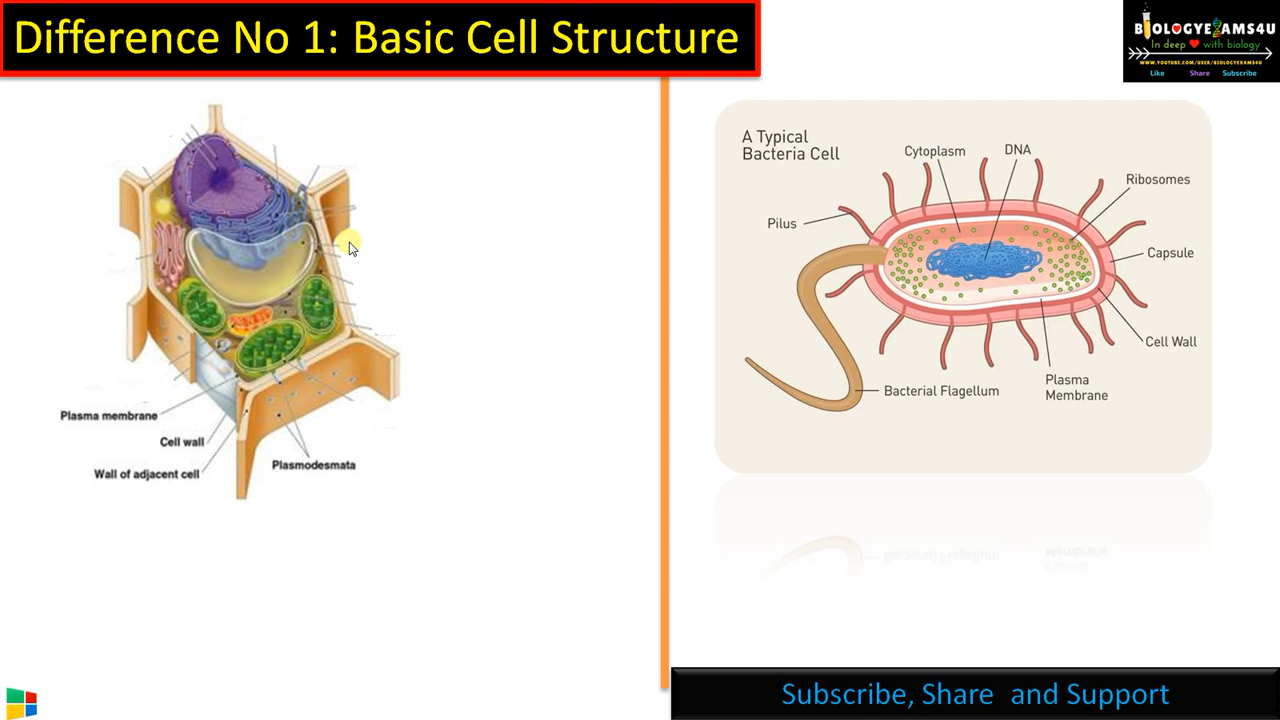 Difference No 1: Basic Cell Structure
BIOLOGYEXAMS4U
In deep with biology
WWW.YOUTUBE.COM/USER/BIOLOGYEXAMS4U
Like Share Subscribe
Plasma membrane
Cell wall
Wall of adjacent cell
Plasmodesmata
A Typical
Bacteria Cell
Cytoplasm
DNA
Ribosomes
Pilus
Capsule
Cell Wall
Plasma
Membrane
Bacterial Flagellum
Subscribe, Share and Support